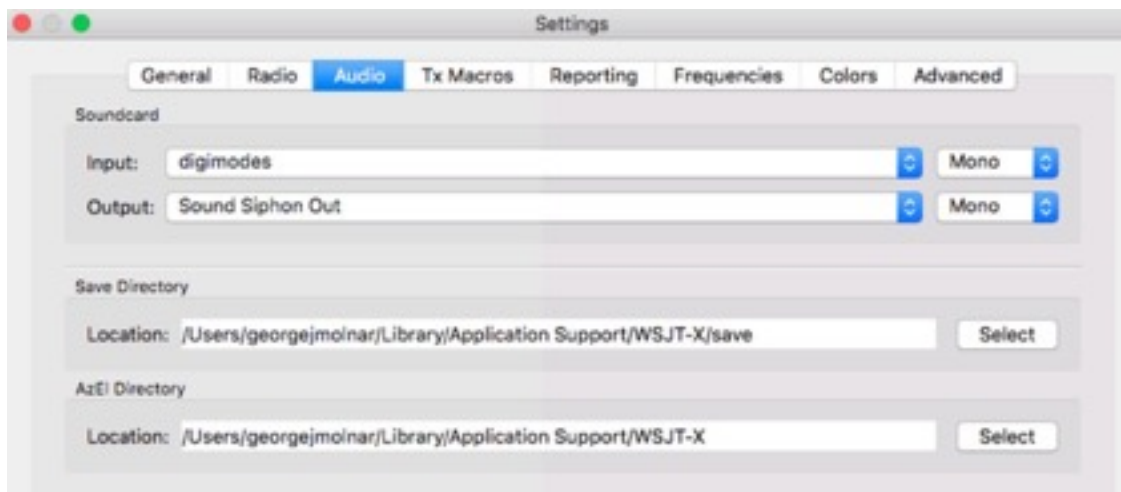 Settings
General Radio Audio Tx Macros Reporting Frequencies Colors Advanced
Soundcard
Input: digimodes Mono
Output: Sound Siphon Out Mono
Save Directory
Location: /Users/georgejmolnar/Library/Application Support/WSJT-X/save Select
AzEl Directory
Location: /Users/georgejmolnar/Library/Application Support/WSJT-X Select